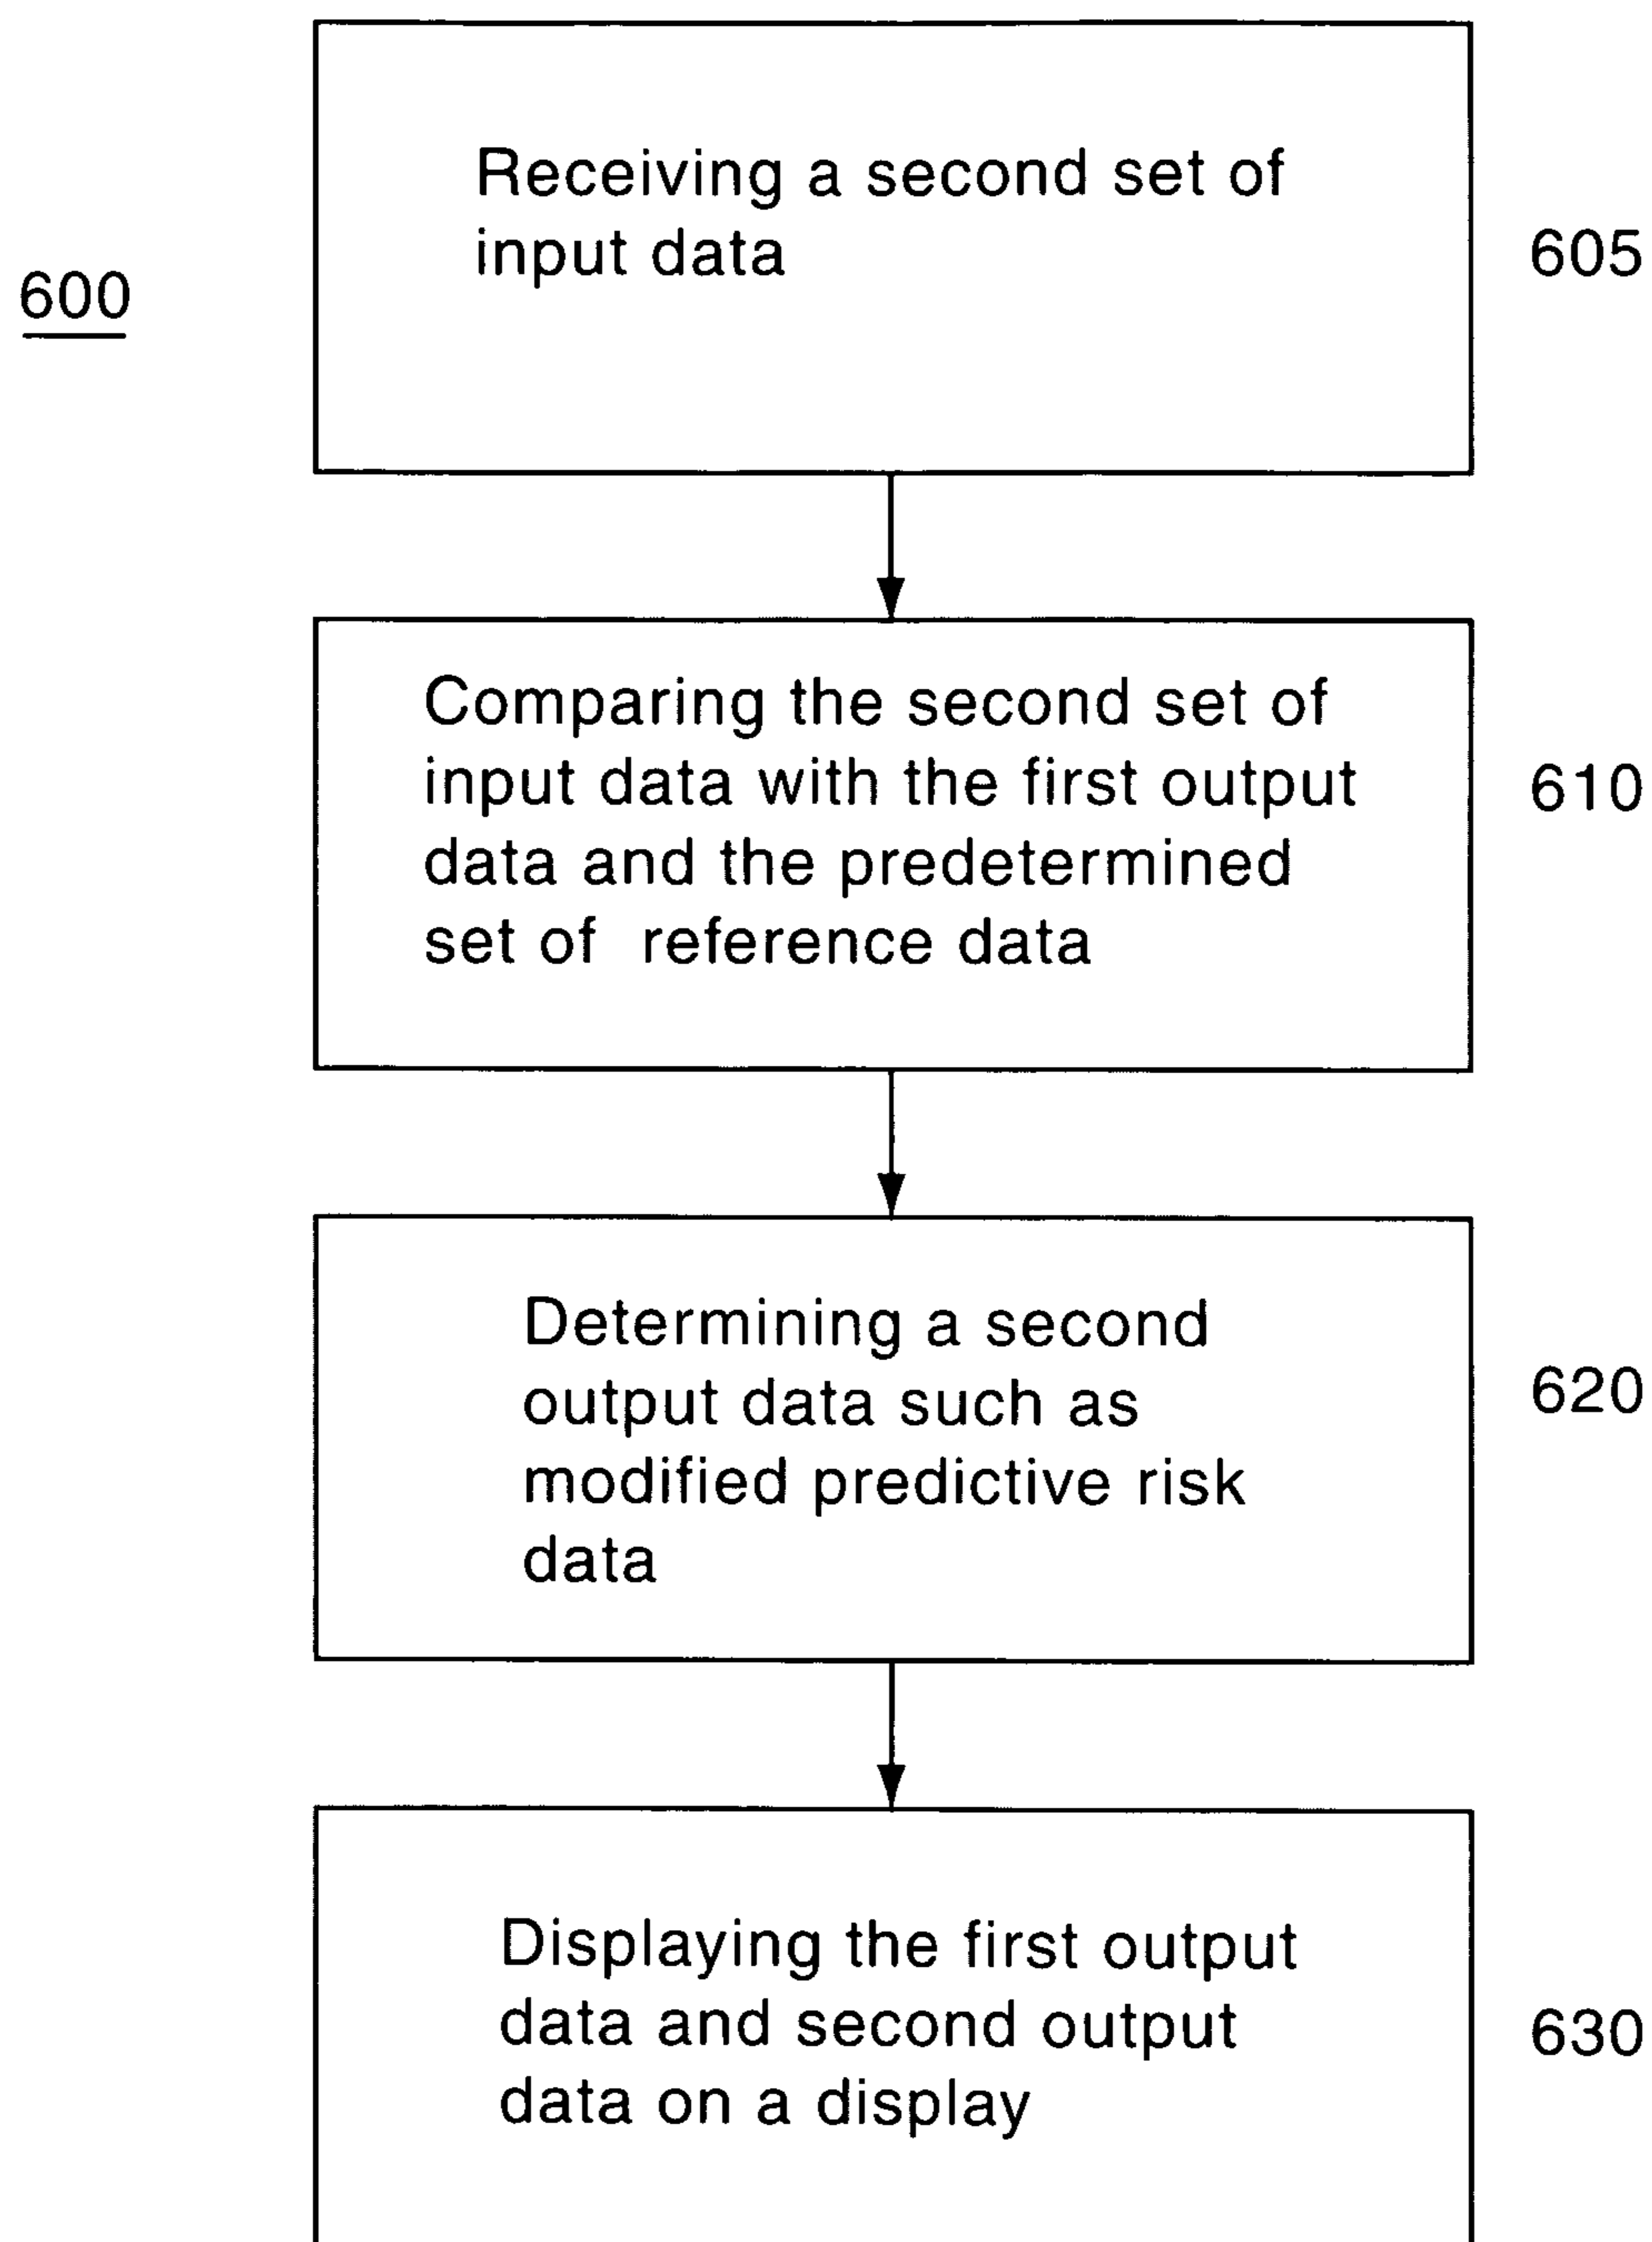 Receiving a second set of
input data
605
600
Comparing the second set of
input data with the first output
data and the predetermined
set of reference data
610
Determining a second
output data such as
modified predictive risk
data
620
Displaying the first output
data and second output
data on a display
630